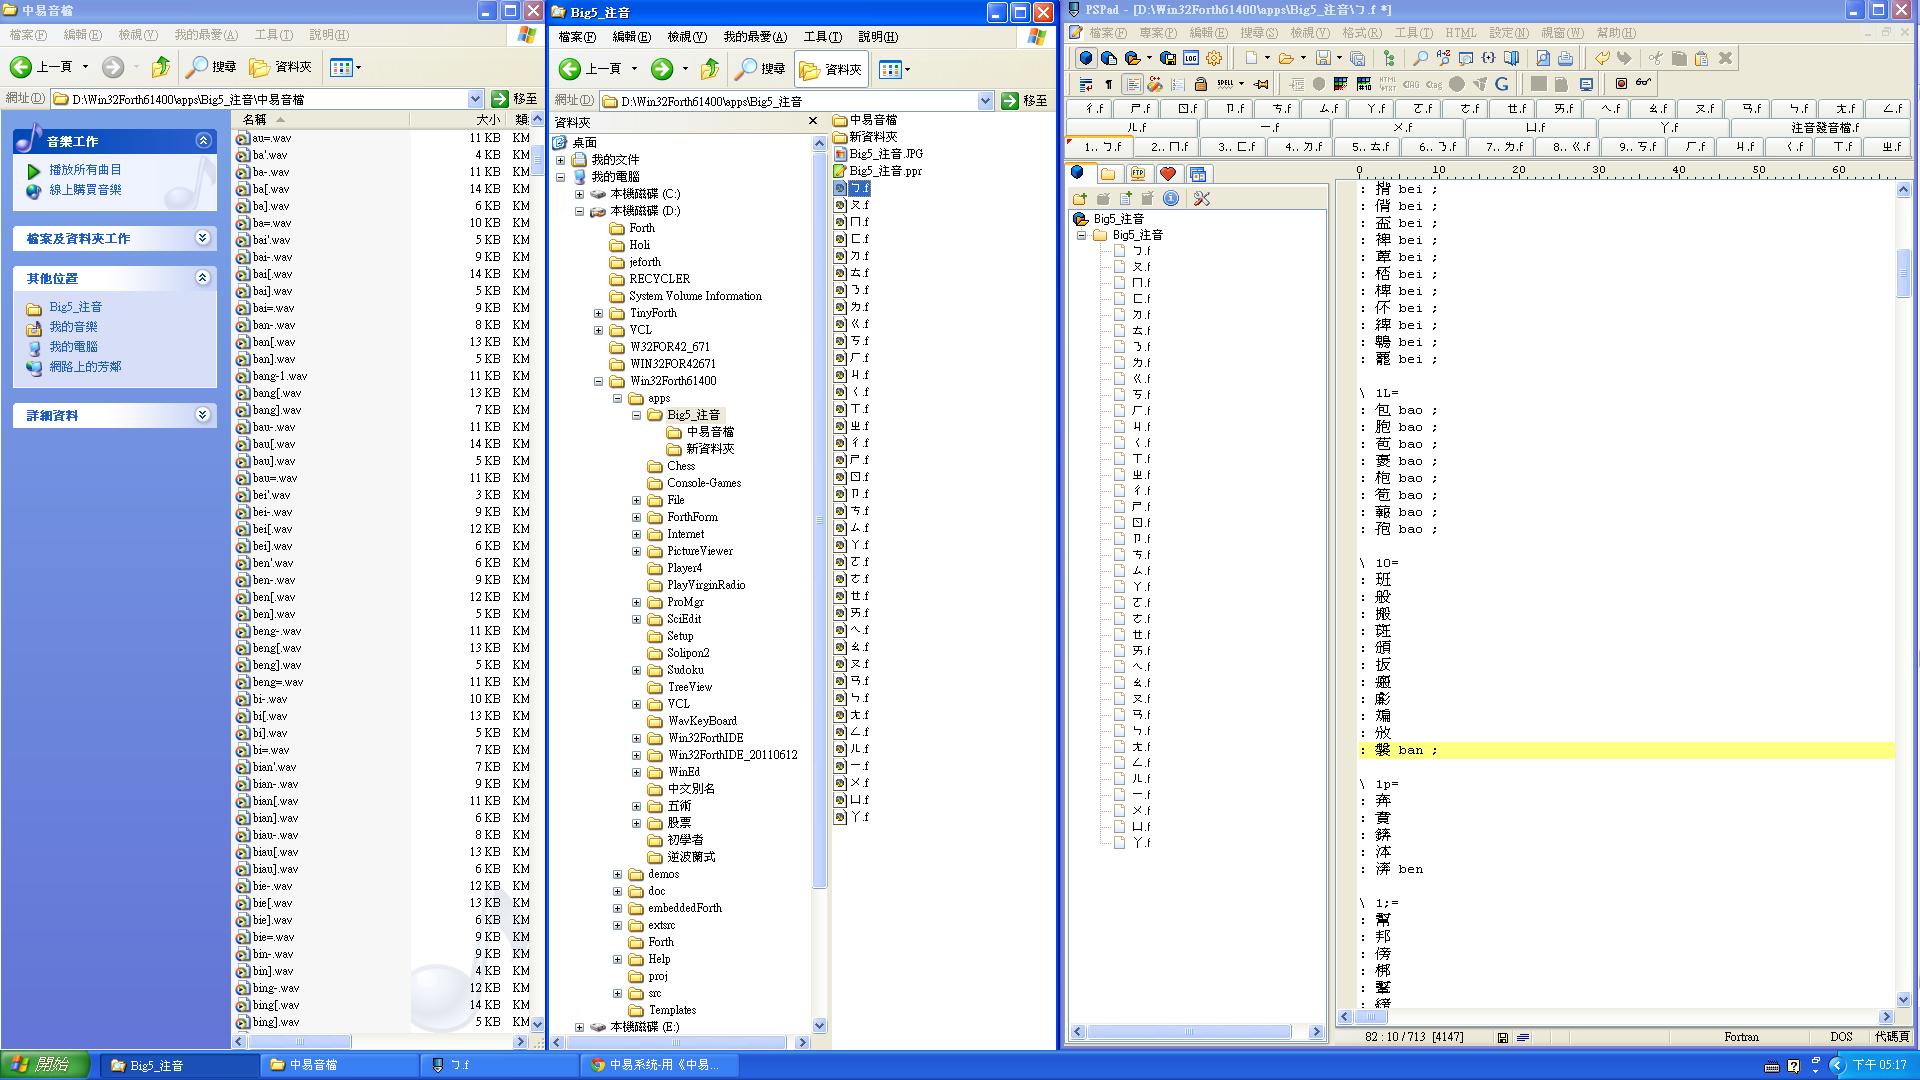 中易音檔
檔案(F) 編輯(E) 檢視(V) 我的最愛(A) 工具(T) 說明(H)
上一頁 搜尋 資料夾
網址(D) D:\Win32Forth61400\apps\Big5_注音\中易音檔 移至
音樂工作
播放所有曲目
線上購買音樂
檔案及資料夾工作
其他位置
Big5_注音
我的音樂
我的電腦
網路上的芳鄰
詳細資料
名稱 大小 類
au=.wav 11 KB KM
ba'.wav 4 KB KM
ba-.wav 11 KB KM
ba[.wav 14 KB KM
ba].wav 6 KB KM
ba=.wav 10 KB KM
bai'.wav 5 KB KM
bai-.wav 9 KB KM
bai[.wav 14 KB KM
bai].wav 5 KB KM
bai=.wav 9 KB KM
ban-.wav 8 KB KM
ban[.wav 13 KB KM
ban].wav 5 KB KM
bang-1.wav 11 KB KM
bang[.wav 13 KB KM
bang].wav 7 KB KM
bau-.wav 11 KB KM
bau[.wav 14 KB KM
bau].wav 5 KB KM
bau=.wav 11 KB KM
bei'.wav 3 KB KM
bei-.wav 9 KB KM
bei[.wav 12 KB KM
bei].wav 6 KB KM
ben'.wav 6 KB KM
ben-.wav 9 KB KM
ben[.wav 12 KB KM
ben].wav 5 KB KM
beng-.wav 11 KB KM
beng[.wav 13 KB KM
beng].wav 5 KB KM
beng=.wav 11 KB KM
bi-.wav 10 KB KM
bi[.wav 13 KB KM
bi].wav 5 KB KM
bi=.wav 7 KB KM
bian'.wav 7 KB KM
bian-.wav 9 KB KM
bian[.wav 11 KB KM
bian].wav 6 KB KM
biau-.wav 8 KB KM
biau[.wav 13 KB KM
biau].wav 6 KB KM
bie-.wav 12 KB KM
bie[.wav 13 KB KM
bie].wav 6 KB KM
bie=.wav 9 KB KM
bin-.wav 9 KB KM
bin].wav 4 KB KM
bing-.wav 12 KB KM
bing[.wav 14 KB KM
bing].wav 5 KB KM
Big5_注音
檔案(F) 編輯(E) 檢視(V) 我的最愛(A) 工具(T) 說明(H)
上一頁 搜尋 資料夾
網址(D) D:\Win32Forth61400\apps\Big5_注音 移至
資料夾
桌面
我的文件
我的電腦
本機磁碟 (C:)
本機磁碟 (D:)
Forth
Holi
jeforth
RECYCLER
System Volume Information
TinyForth
VCL
W32FOR42_671
WIN32FOR42671
Win32Forth61400
apps
Big5_注音
中易音檔
新資料夾
Chess
Console-Games
File
ForthForm
Internet
PictureViewer
Player4
PlayVirginRadio
ProMgr
SciEdit
Setup
Solipon2
Sudoku
TreeView
VCL
WavKeyBoard
Win32ForthIDE
Win32ForthIDE_20110612
WinEd
中文別名
五術
股票
初學者
逆波蘭式
demos
doc
embeddedForth
extsrc
Forth
Help
proj
src
Templates
本機磁碟 (E:)
中易音檔
新資料夾
Big5_注音.JPG
Big5_注音.ppr
ㄅ.f
ㄆ.f
ㄇ.f
ㄈ.f
ㄉ.f
ㄊ.f
ㄋ.f
ㄌ.f
ㄍ.f
ㄎ.f
ㄏ.f
ㄐ.f
ㄑ.f
ㄒ.f
ㄓ.f
ㄔ.f
ㄕ.f
ㄖ.f
ㄗ.f
ㄘ.f
ㄙ.f
ㄚ.f
ㄛ.f
ㄜ.f
ㄝ.f
ㄞ.f
ㄟ.f
ㄠ.f
ㄡ.f
ㄢ.f
ㄣ.f
ㄤ.f
ㄥ.f
ㄦ.f
ㄧ.f
ㄨ.f
ㄩ.f
ㄚ.f
PSPad - [D:\Win32Forth61400\apps\Big5_注音\ㄅ.f *]
檔案(F) 專案(P) 編輯(E) 搜尋(S) 檢視(V) 格式(R) 工具(T) HTML 設定(N) 視窗(W) 幫助(H)
ㄔ.f ㄕ.f ㄖ.f ㄗ.f ㄘ.f ㄙ.f ㄚ.f ㄛ.f ㄜ.f ㄝ.f ㄞ.f ㄟ.f ㄠ.f ㄡ.f ㄢ.f ㄣ.f ㄤ.f ㄥ.f
ㄦ.f ㄧ.f ㄨ.f ㄩ.f ㄚ.f 注音發音檔.f
1.. ㄅ.f 2.. ㄇ.f 3.. ㄈ.f 4.. ㄉ.f 5.. ㄊ.f 6.. ㄋ.f 7.. ㄌ.f 8.. ㄍ.f 9.. ㄎ.f ㄏ.f ㄐ.f ㄑ.f ㄒ.f ㄓ.f
Big5_注音
Big5_注音
ㄅ.f
ㄆ.f
ㄇ.f
ㄈ.f
ㄉ.f
ㄊ.f
ㄋ.f
ㄌ.f
ㄍ.f
ㄎ.f
ㄏ.f
ㄐ.f
ㄑ.f
ㄒ.f
ㄓ.f
ㄔ.f
ㄕ.f
ㄖ.f
ㄗ.f
ㄘ.f
ㄙ.f
ㄚ.f
ㄛ.f
ㄜ.f
ㄝ.f
ㄞ.f
ㄟ.f
ㄠ.f
ㄡ.f
ㄢ.f
ㄣ.f
ㄤ.f
ㄥ.f
ㄦ.f
ㄧ.f
ㄨ.f
ㄩ.f
ㄚ.f
0 10 20 30 40 50 60
: 揹 bei ;
: 偝 bei ;
: 盃 bei ;
: 裨 bei ;
: 萆 bei ;
: 桮 bei ;
: 椑 bei ;
: 伓 bei ;
: 綼 bei ;
: 鵯 bei ;
: 藣 bei ;
\ 1L=
: 包 bao ;
: 胞 bao ;
: 苞 bao ;
: 褒 bao ;
: 枹 bao ;
: 笣 bao ;
: 蕔 bao ;
: 孢 bao ;
\ 10=
: 班
: 般
: 搬
: 斑
: 頒
: 扳
: 瘢
: 彪
: 斒
: 攽
: 褩 ban ;
\ 1p=
: 奔
: 賁
: 錛
: 泍
: 渀 ben
\ 1;=
: 幫
: 邦
: 傍
: 梆
: 鞤
: 縍
82 : 10 / 713 [4147] Fortran DOS 代碼頁
開始 Big5_注音 中易音檔 ㄅ.f 中易系统-用《中易... 下午 05:17